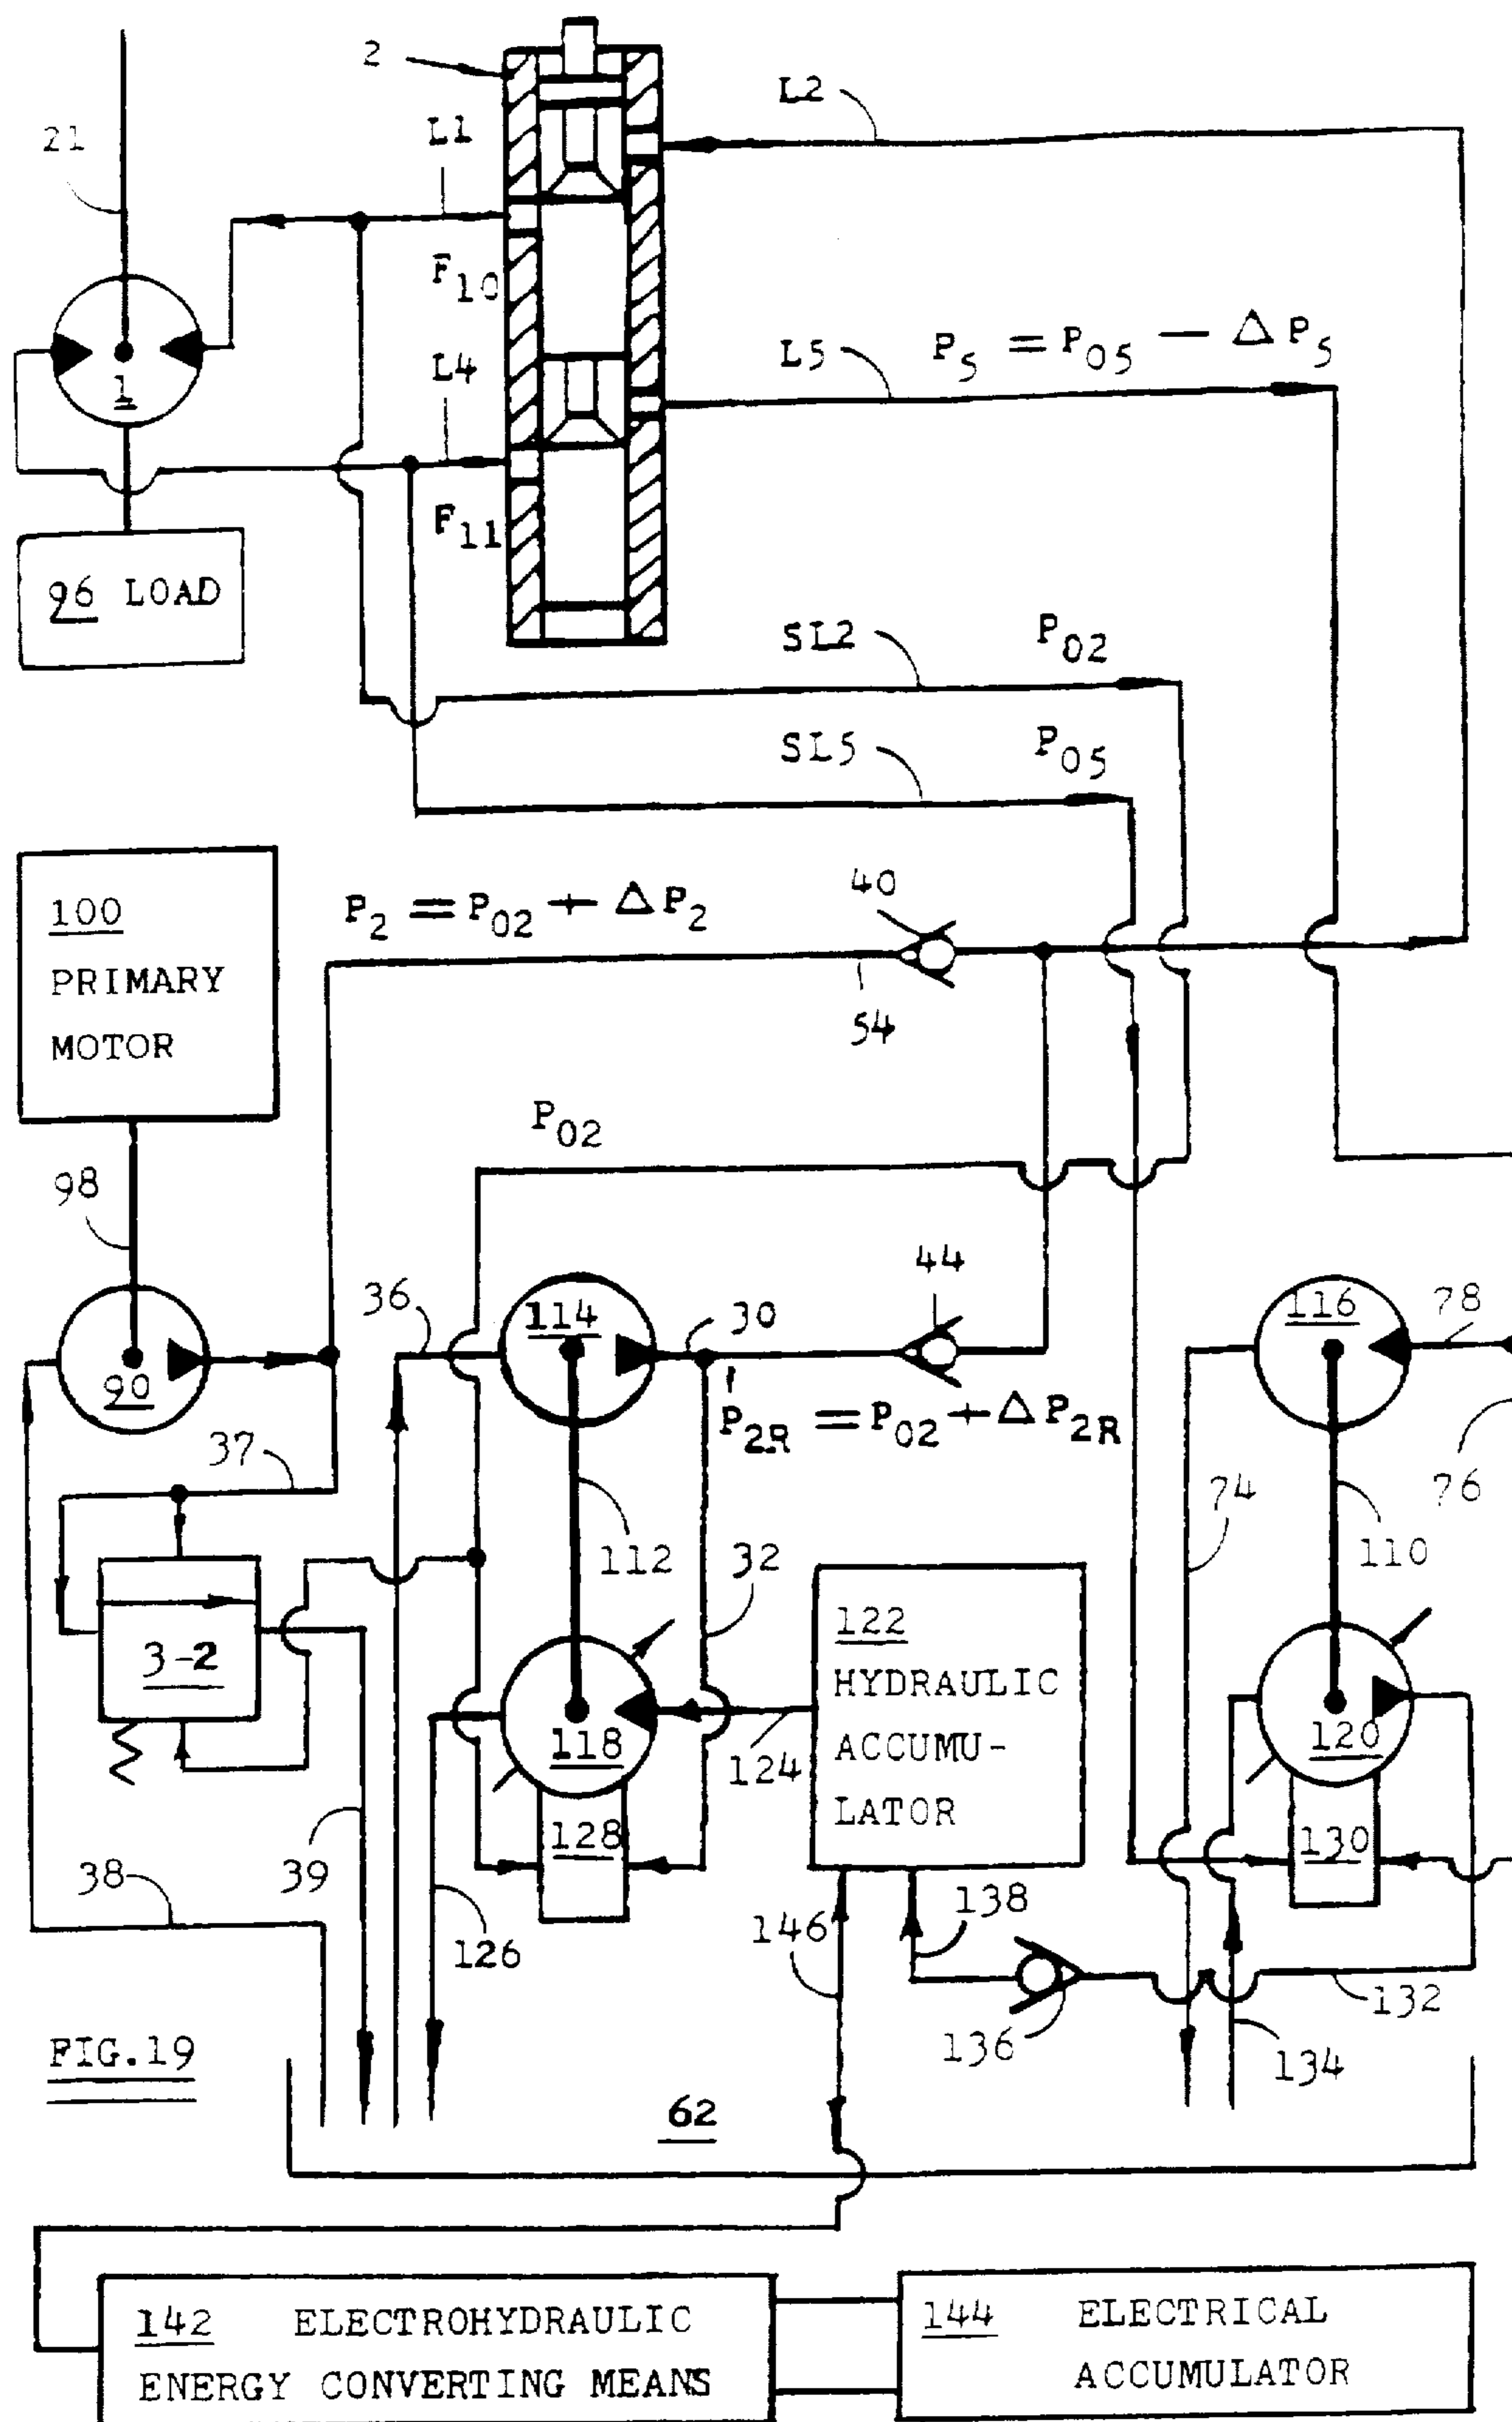 2
L2
21
L1
F10
L5 P5 = P05 − ΔP5
1
L4
F11
96 LOAD
SL2 P02
SL5 P05
100
PRIMARY
MOTOR
P2 = P02 + ΔP2
40
54
P02
98
36
114
30
44
116
78
90
P2R = P02 + ΔP2R
37
74
76
112
32
110
3-2
122
HYDRAULIC
ACCUMU-
LATOR
118
124
120
128
130
38
39
126
146
138
136
132
134
FIG.19
62
142 ELECTROHYDRAULIC
ENERGY CONVERTING MEANS
144 ELECTRICAL
ACCUMULATOR